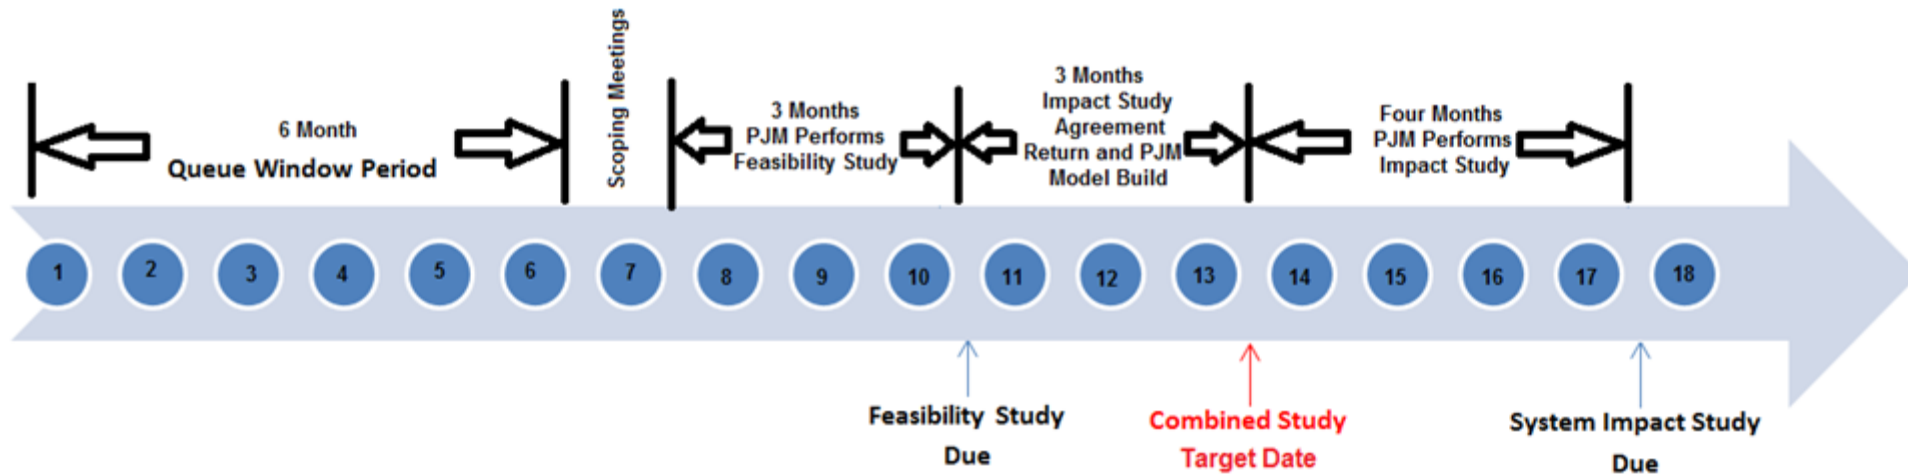 6 Month
Queue Window Period
Scoping Meetings
3 Months
PJM Performs
Feasibility Study
3 Months
Impact Study
Agreement
Return and PJM
Model Build
Four Months
PJM Performs
Impact Study
1 2 3 4 5 6 7 8 9 10 11 12 13 14 15 16 17 18
Feasibility Study
Due
Combined Study
Target Date
System Impact Study
Due